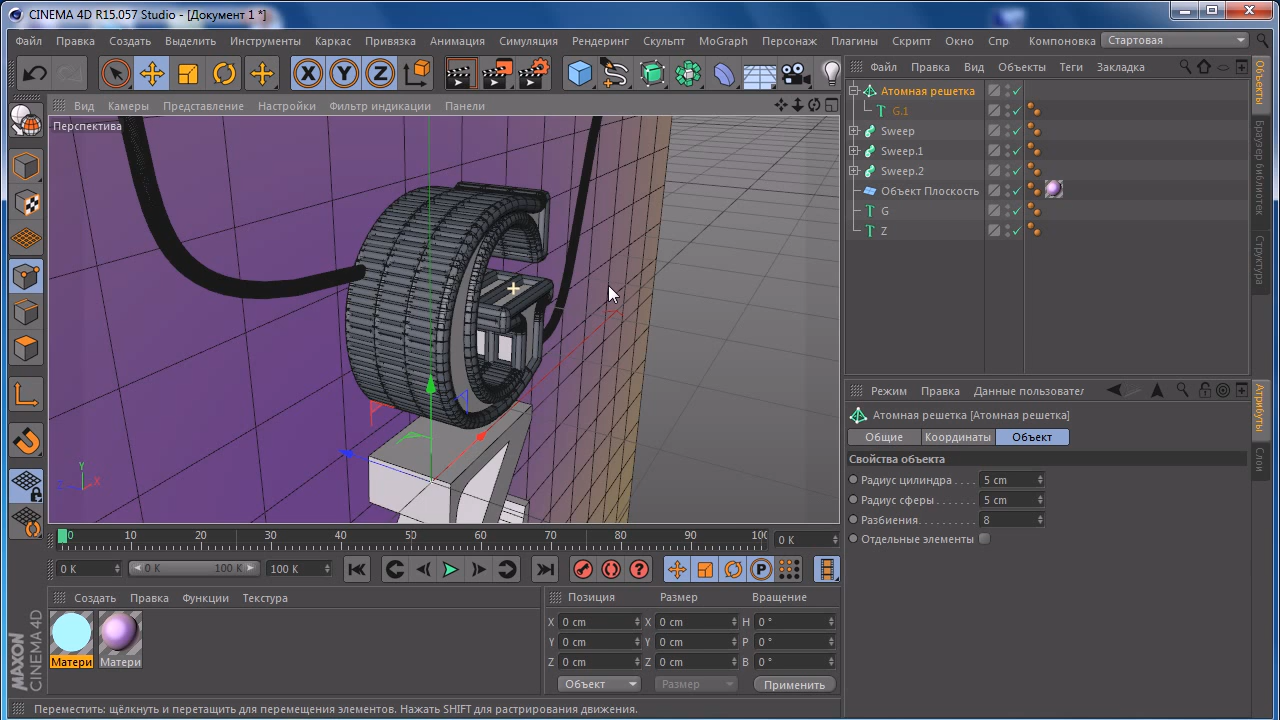 CINEMA 4D R15.057 Studio - [Документ 1 *]
Файл Правка Создать Выделить Инструменты Каркас Привязка Анимация Симуляция Рендеринг Скульпт MoGraph Персонаж Плагины Скрипт Окно Спр Компоновка Стартовая
X Y Z
Файл Правка Вид Объекты Теги Закладка
Вид Камеры Представление Настройки Фильтр индикации Панели
Перспектива
Атомная решетка
G.1
Sweep
Sweep.1
Sweep.2
Объект Плоскость
G
Z
Объекты
Браузер библиотек
Структура
Y
Z X
Режим Правка Данные пользовател
Атомная решетка [Атомная решетка]
Общие Координаты Объект
Свойства объекта
Радиус цилиндра . . . . 5 cm
Радиус сферы . . . . . . . 5 cm
Разбиения. . . . . . . . . . 8
Отдельные элементы
Атрибуты
Слои
0 10 20 30 40 50 60 70 80 90 100
0 K
0 K 0 K 100 K 100 K
P
Создать Правка Функции Текстура
Матери Матери
MAXON
CINEMA 4D
Позиция Размер Вращение
X 0 cm X 0 cm H 0 °
Y 0 cm Y 0 cm P 0 °
Z 0 cm Z 0 cm B 0 °
Объект Размер Применить
Переместить: щёлкнуть и перетащить для перемещения элементов. Нажать SHIFT для растрирования движения.